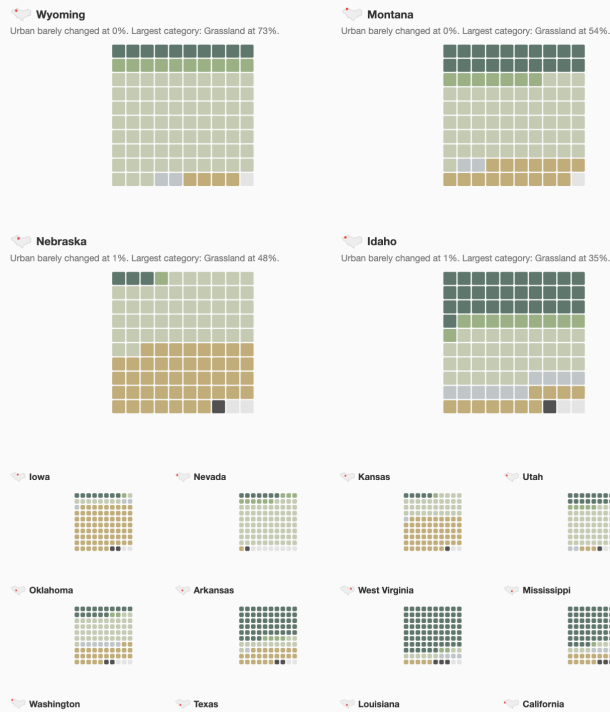 Wyoming
Urban barely changed at 0%. Largest category: Grassland at 73%.
Montana
Urban barely changed at 0%. Largest category: Grassland at 54%.
Nebraska
Urban barely changed at 1%. Largest category: Grassland at 48%.
Idaho
Urban barely changed at 1%. Largest category: Grassland at 35%.
Iowa
Nevada
Kansas
Utah
Oklahoma
Arkansas
West Virginia
Mississippi
Washington
Texas
Louisiana
California